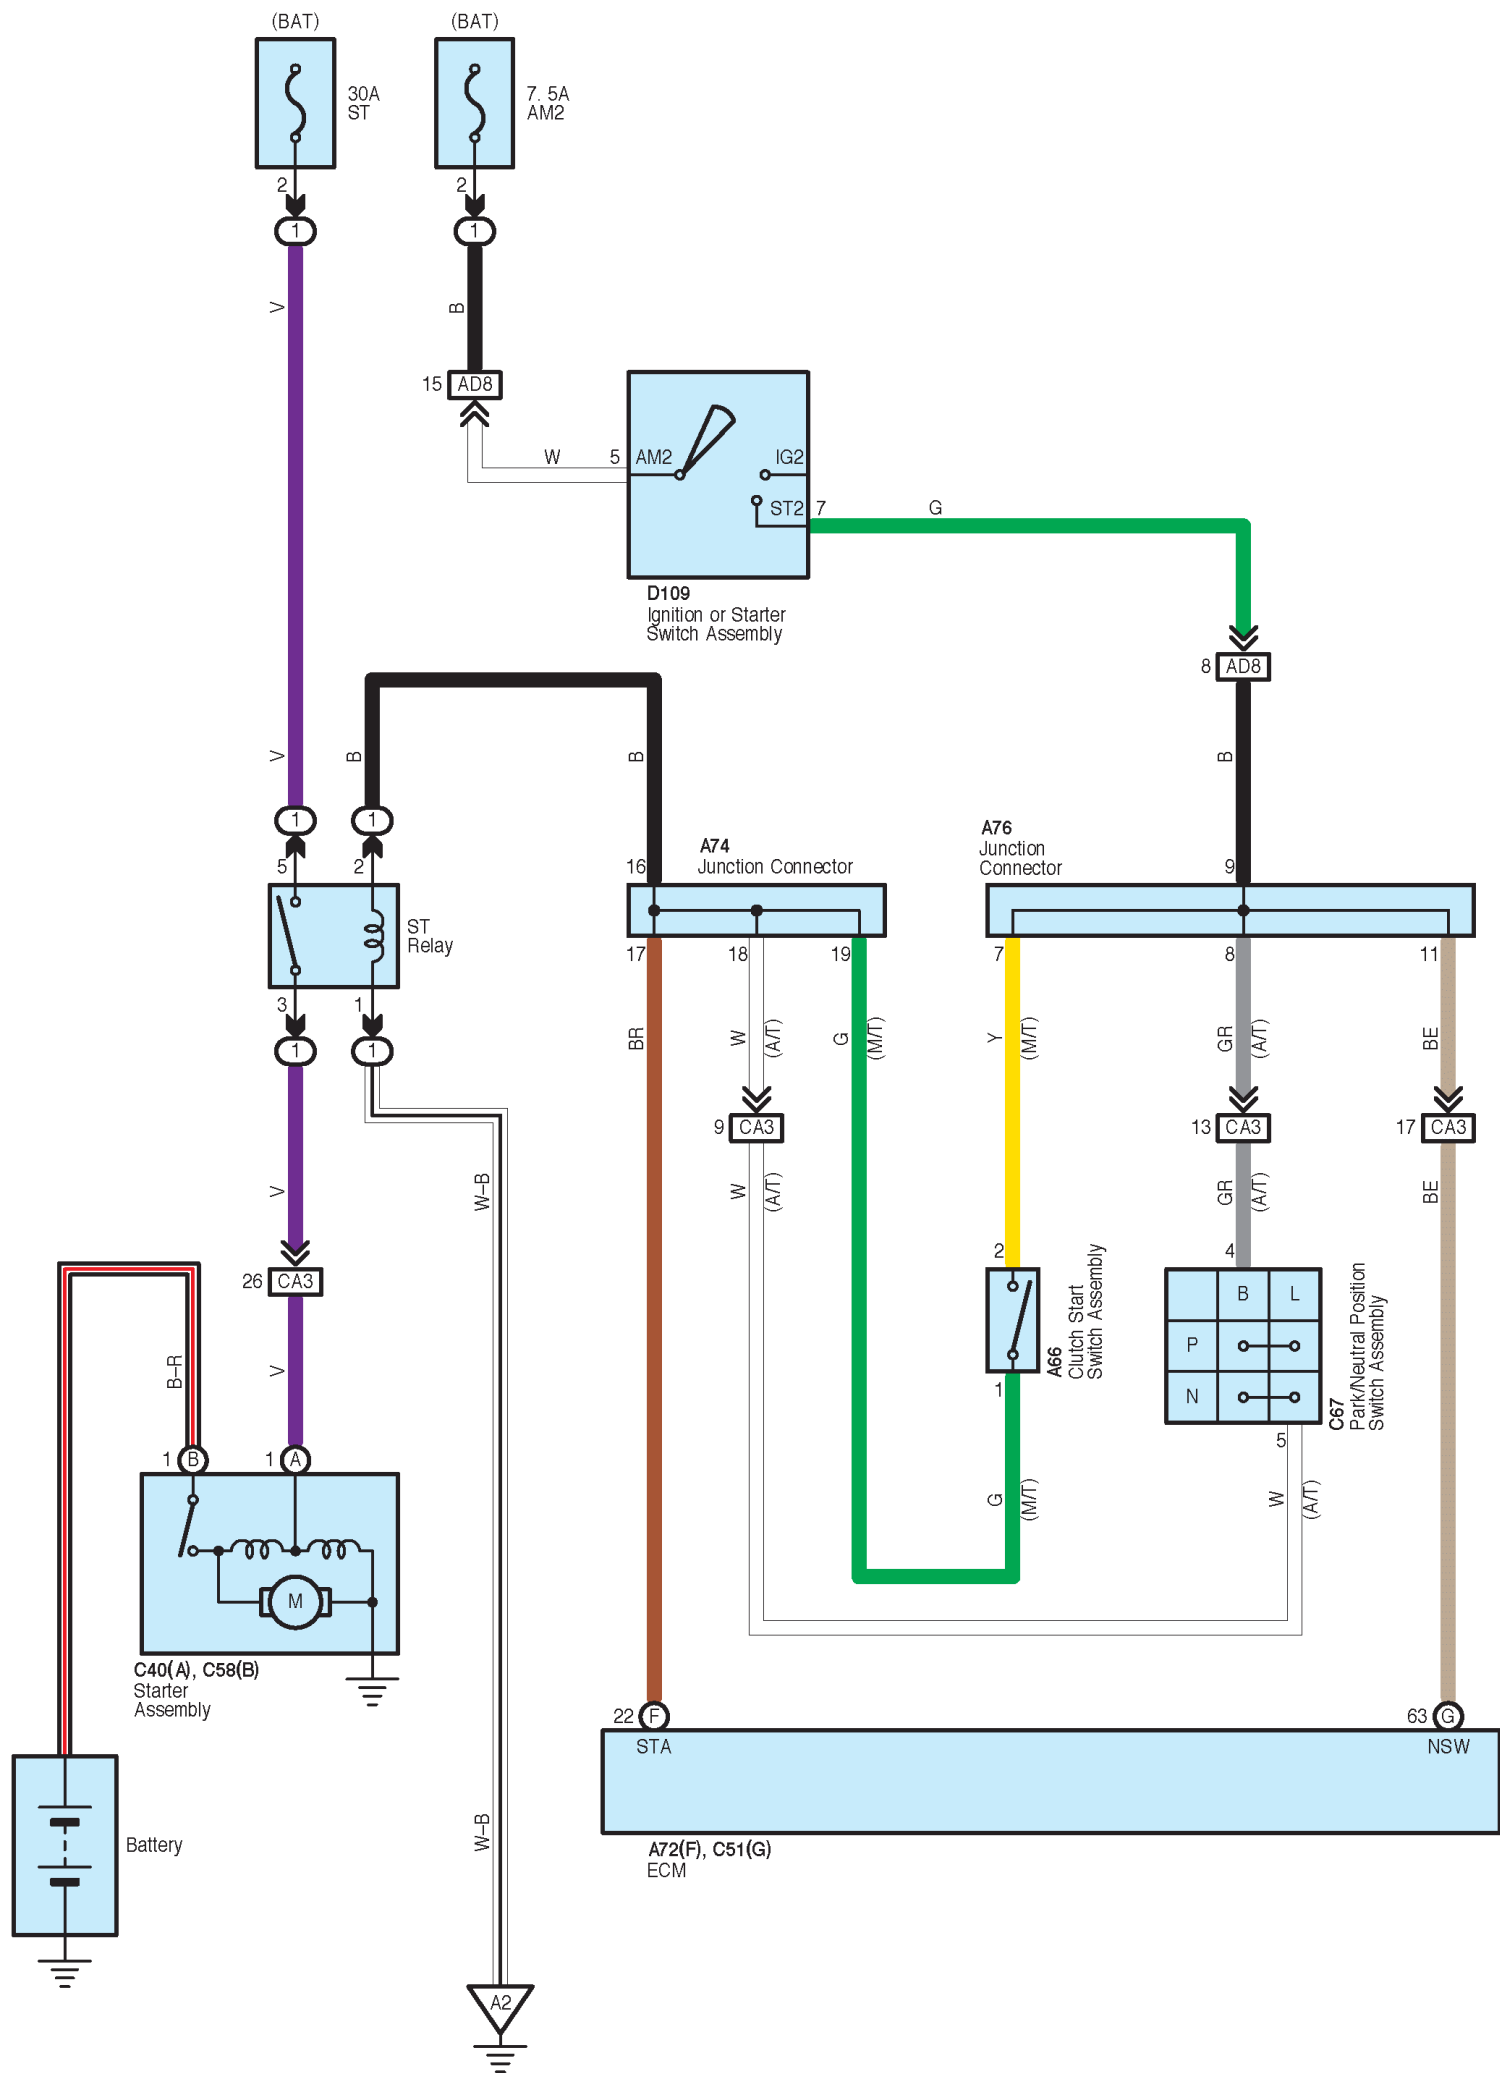 (BAT)
(BAT)
30A
ST
7. 5A
AM2
2
2
1
1
V
B
15
AD8
W
5
AM2
IG2
ST2
7
G
D109
Ignition or Starter
Switch Assembly
8
AD8
V
B
B
B
1
1
5
2
16
A74
Junction Connector
A76
Junction
Connector
9
ST
Relay
17
18
19
7
8
11
3
1
1
1
BR
W
(A/T)
G
(M/T)
Y
(M/T)
GR
(A/T)
BE
9
CA3
13
CA3
17
CA3
V
W-B
W
(A/T)
GR
(A/T)
BE
26
CA3
2
4
B
L
P
N
A66
Clutch Start
Switch Assembly
C67
Park/Neutral Position
Switch Assembly
B-R
V
1
5
1
B
1
A
G
(M/T)
W
(A/T)
M
C40(A), C58(B)
Starter
Assembly
22
F
63
G
STA
NSW
Battery
W-B
A72(F), C51(G)
ECM
A2